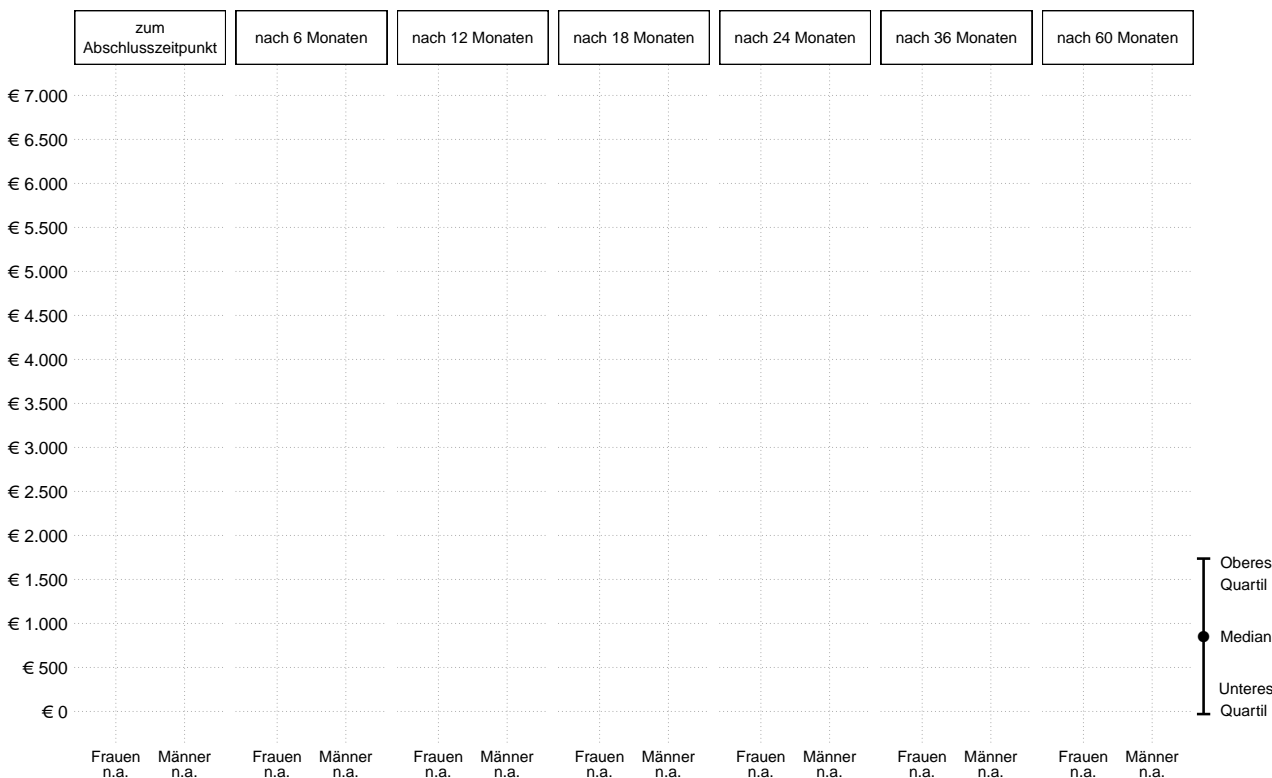 zum
Abschlusszeitpunkt
nach 6 Monaten
nach 12 Monaten
nach 18 Monaten
nach 24 Monaten
nach 36 Monaten
nach 60 Monaten
€ 7.000
€ 6.500
€ 6.000
€ 5.500
€ 5.000
€ 4.500
€ 4.000
€ 3.500
€ 3.000
€ 2.500
€ 2.000
€ 1.500
€ 1.000
€ 500
€ 0
Oberes
Quartil
Median
Unteres
Quartil
Frauen Männer Frauen Männer Frauen Männer Frauen Männer Frauen Männer Frauen Männer Frauen Männer
n.a. n.a. n.a. n.a. n.a. n.a. n.a. n.a. n.a. n.a. n.a. n.a. n.a. n.a.